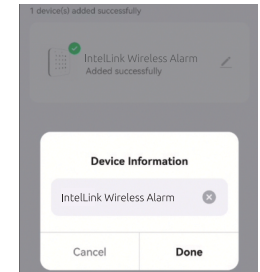 1 device(s) added successfully
IntelLink Wireless Alarm
Added successfully
Device Information
IntelLink Wireless Alarm
Cancel
Done